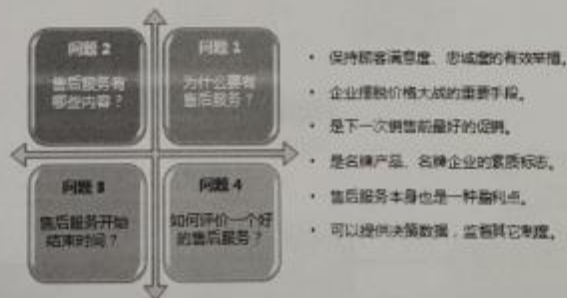 问题 2
售后服务有
哪些内容？
问题 1
为什么要有
售后服务？
问题 3
售后服务开始
结束时间？
问题 4
如何评价一个好
的售后服务？
• 保持顾客满意度、忠诚度的有效举措。
• 企业摆脱价格大战的重要手段。
• 是下一次销售前最好的促销。
• 是名牌产品、名牌企业的素质标志。
• 售后服务本身也是一种盈利点。
• 可以提供决策数据，监督其它制度。